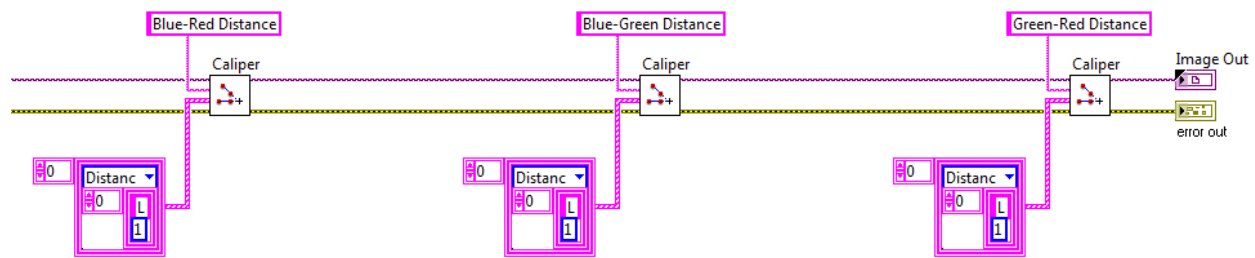 Blue-Red Distance
Blue-Green Distance
Green-Red Distance
Caliper
Caliper
Caliper
Image Out
error out
0
Distanc
0
L
1
0
Distanc
0
L
1
0
Distanc
0
L
1